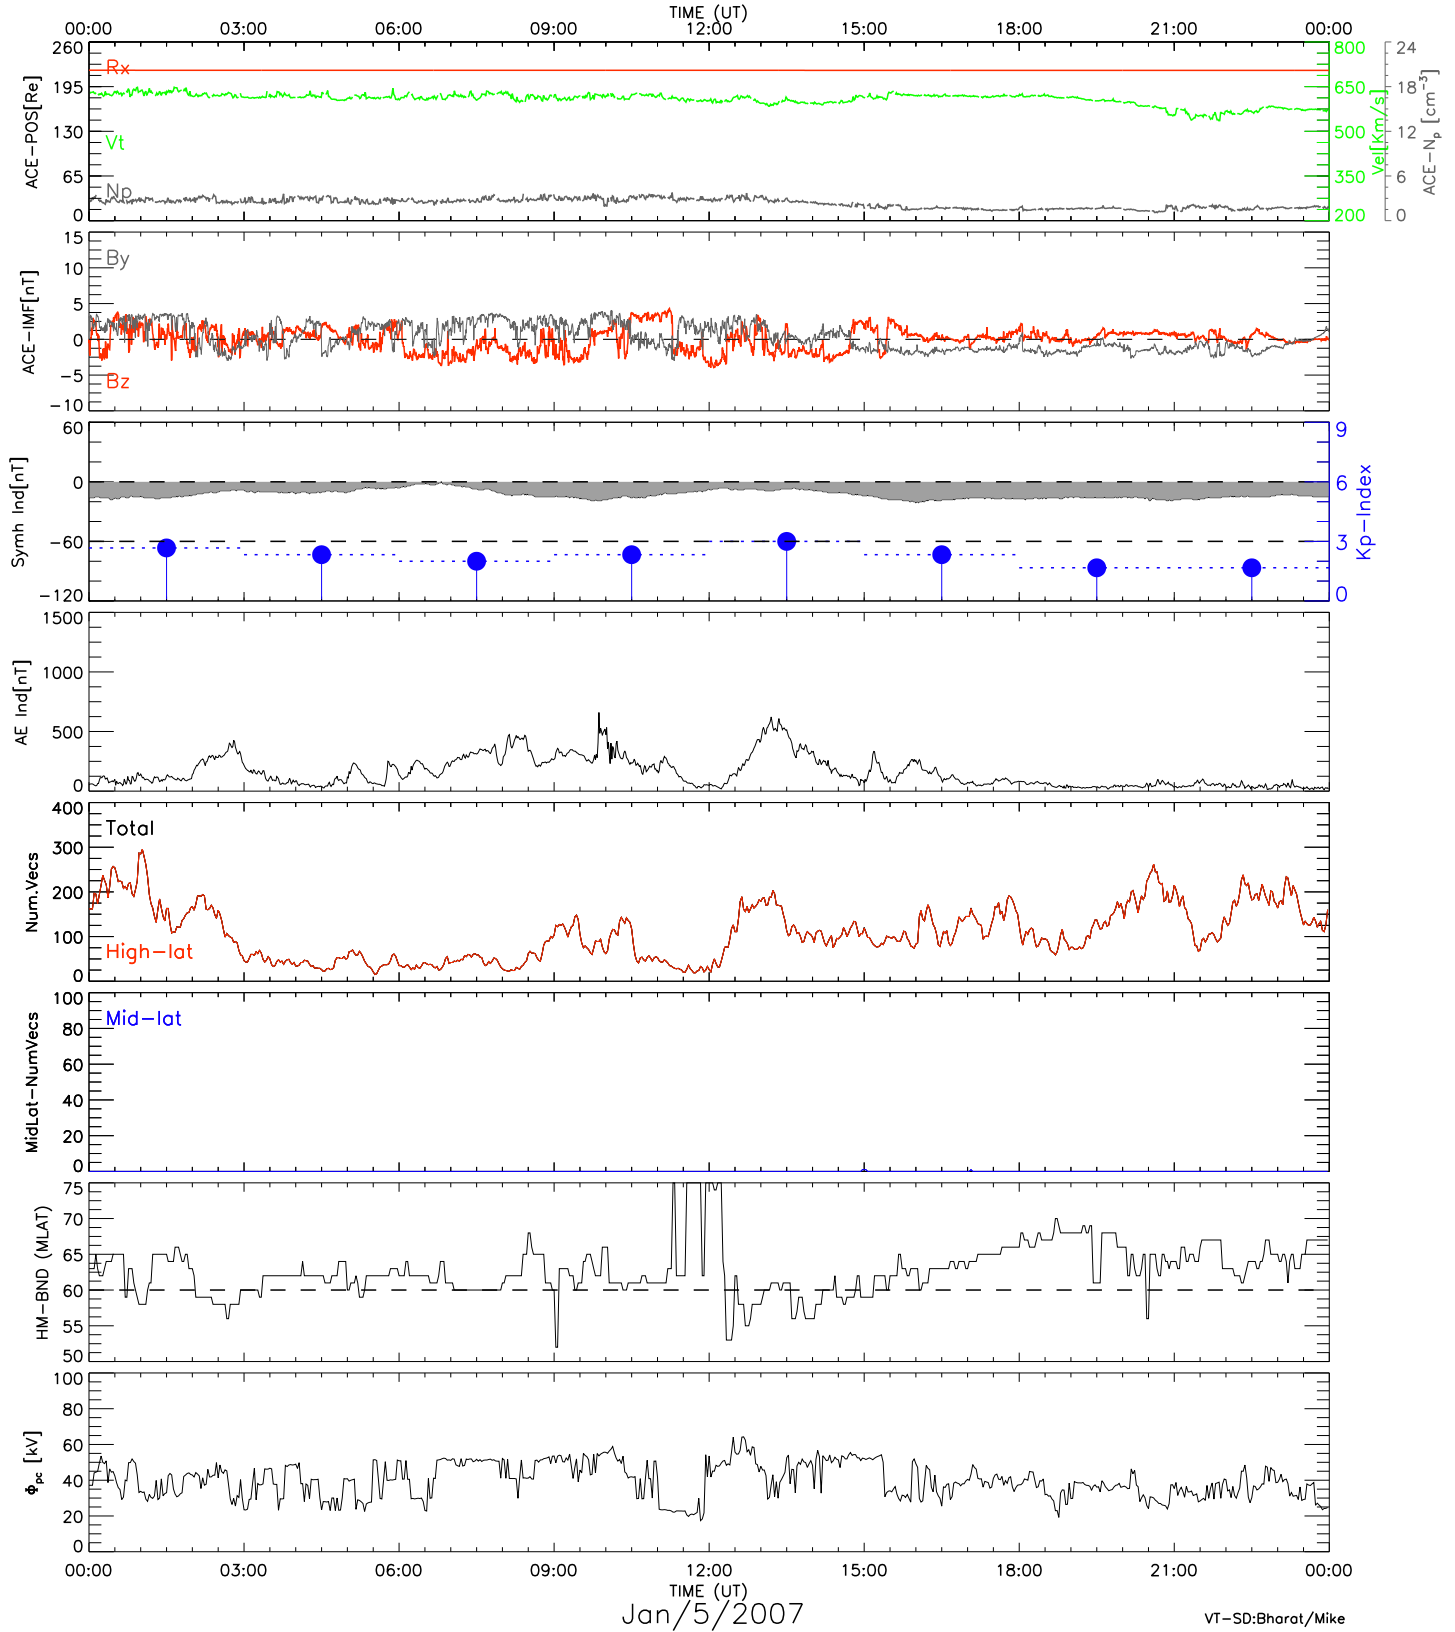 TIME (UT)
00:00 03:00 06:00 09:00 12:00 15:00 18:00 21:00 00:00
260
195
130
65
0
ACE-POS[Re]
Rx
Vt
Np
800
650
500
350
200
Vel[Km/s]
24
18
12
6
0
ACE-Np [cm⁻³]
15
10
5
0
-5
-10
ACE-IMF[nT]
By
Bz
60
0
-60
-120
Symh Ind[nT]
9
6
3
0
Kp-Index
1500
1000
500
0
AE Ind[nT]
400
300
200
100
0
Num.Vecs
Total
High-lat
100
80
60
40
20
0
MidLat-NumVecs
Mid-lat
75
70
65
60
55
50
HM-BND (MLAT)
100
80
60
40
20
0
Φpc [kV]
00:00 03:00 06:00 09:00 12:00 15:00 18:00 21:00 00:00
TIME (UT)
Jan/5/2007
VT-SD:Bharat/Mike